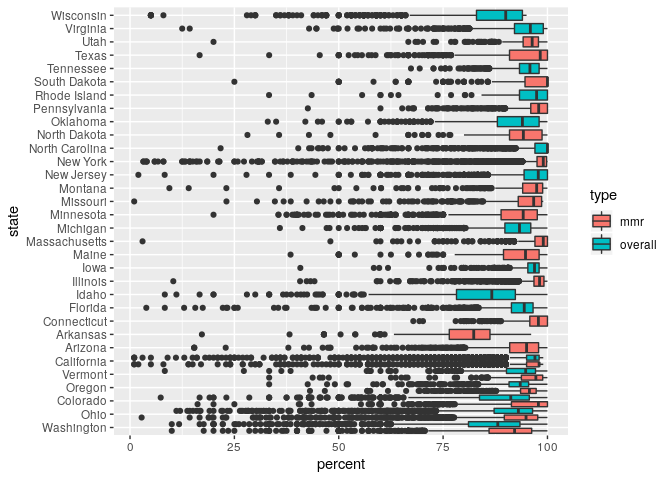 Wisconsin
Virginia
Utah
Texas
Tennessee
South Dakota
Rhode Island
Pennsylvania
Oklahoma
North Dakota
North Carolina
New York
New Jersey
Montana
Missouri
Minnesota
Michigan
Massachusetts
Maine
Iowa
Illinois
Idaho
Florida
Connecticut
Arkansas
Arizona
California
Vermont
Oregon
Colorado
Ohio
Washington
state
0 25 50 75 100
percent
type
mmr
overall